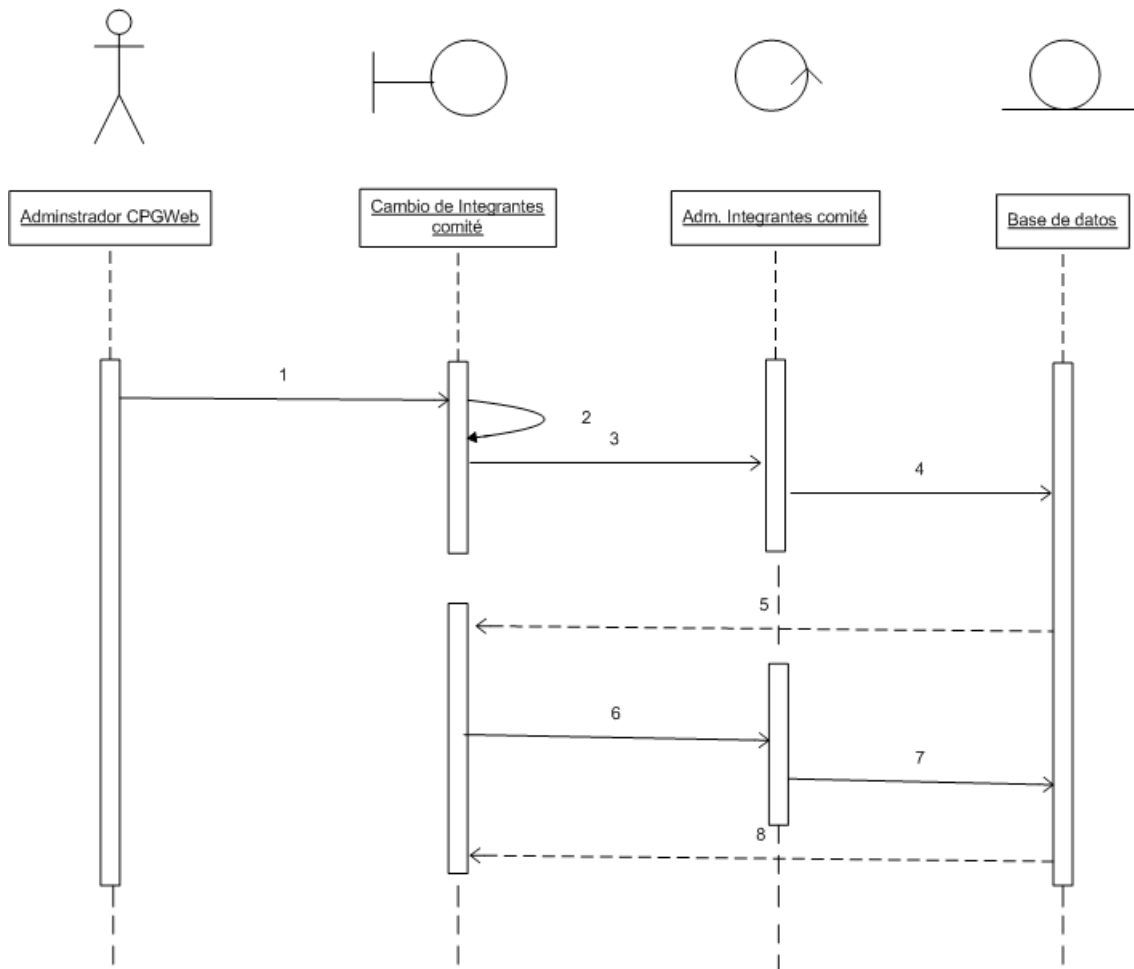 Adminstrador CPGWeb
Cambio de Integrantes
comité
Adm. Integrantes comité
Base de datos
1
2
3
4
5
6
7
8